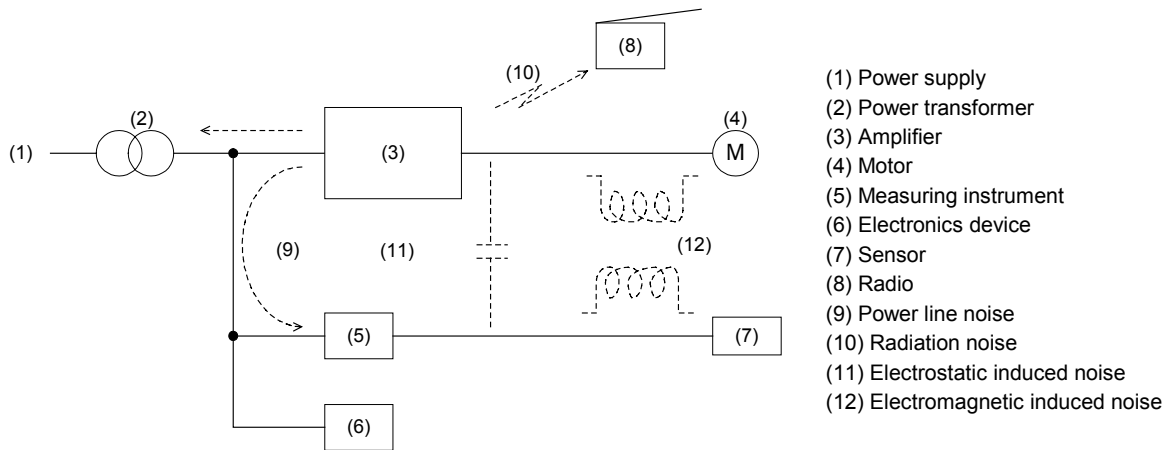 (8)
(10)
(2)
(4)
(1)
(3)
M
(9)
(11)
(12)
(5)
(7)
(6)
(1) Power supply
(2) Power transformer
(3) Amplifier
(4) Motor
(5) Measuring instrument
(6) Electronics device
(7) Sensor
(8) Radio
(9) Power line noise
(10) Radiation noise
(11) Electrostatic induced noise
(12) Electromagnetic induced noise